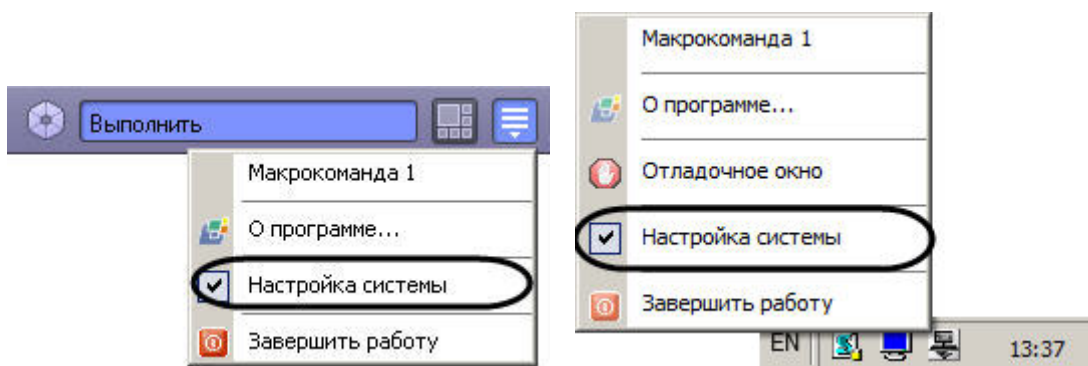 Выполнить
Макрокоманда 1
О программе...
Настройка системы
Завершить работу
Макрокоманда 1
О программе...
Отладочное окно
Настройка системы
Завершить работу
EN 13:37